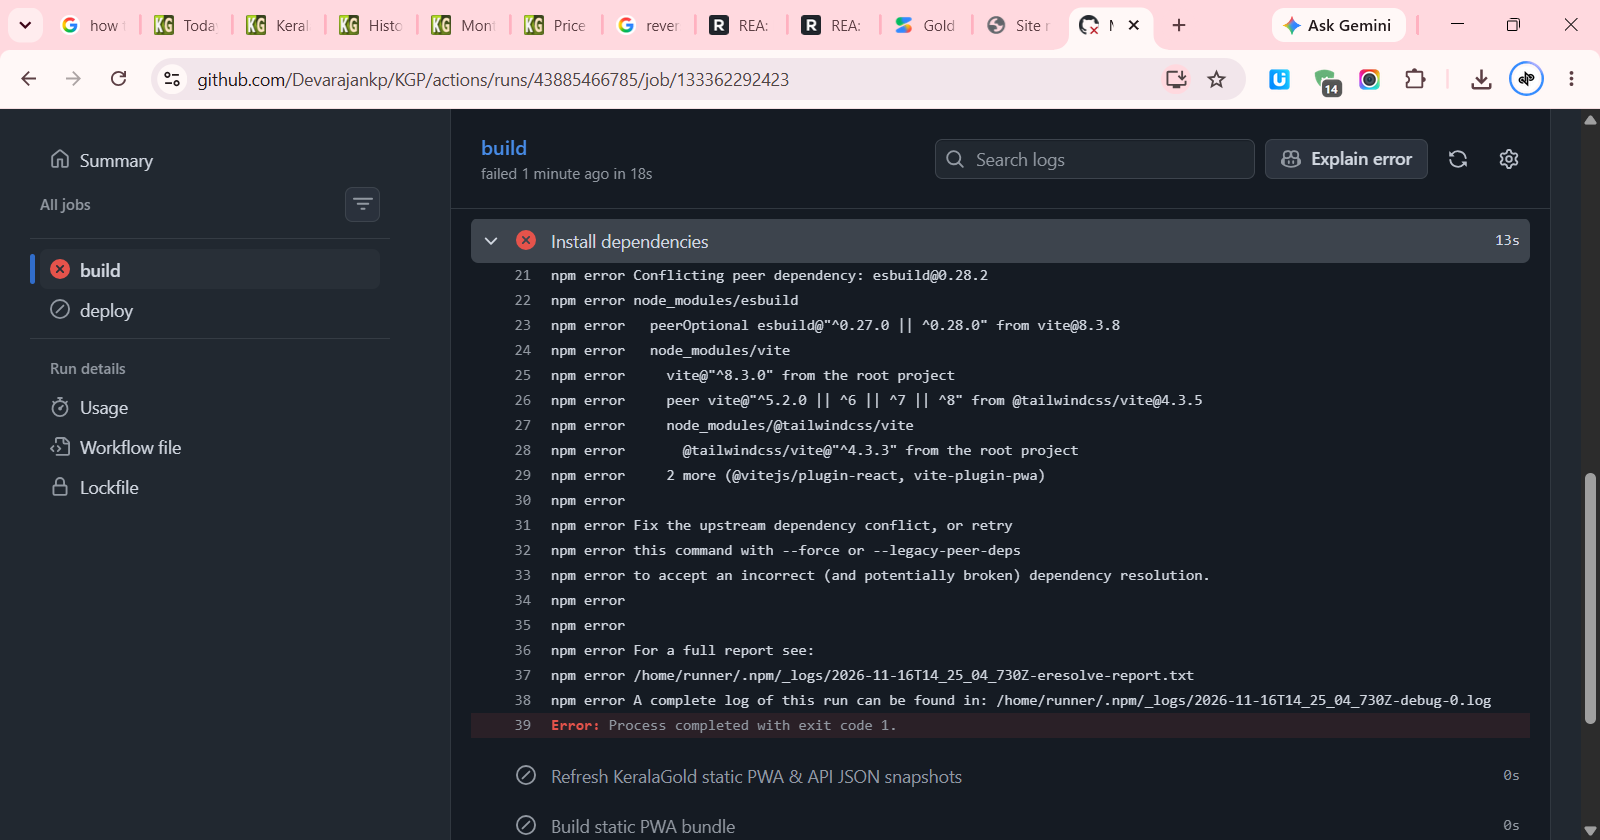 how
Today
Keral
Histo
Mont
Price
rever
REA:
REA:
Gold
Site r
Ask Gemini
github.com/Devarajankp/KGP/actions/runs/43885466785/job/133362292423
14
Summary
All jobs
build
deploy
Run details
Usage
Workflow file
Lockfile
build
failed 1 minute ago in 18s
Search logs
Explain error
Install dependencies
13s
21 npm error Conflicting peer dependency: esbuild@0.28.2
22 npm error node_modules/esbuild
23 npm error   peerOptional esbuild@"^0.27.0 || ^0.28.0" from vite@8.3.8
24 npm error   node_modules/vite
25 npm error     vite@"^8.3.0" from the root project
26 npm error     peer vite@"^5.2.0 || ^6 || ^7 || ^8" from @tailwindcss/vite@4.3.5
27 npm error     node_modules/@tailwindcss/vite
28 npm error       @tailwindcss/vite@"^4.3.3" from the root project
29 npm error     2 more (@vitejs/plugin-react, vite-plugin-pwa)
30 npm error
31 npm error Fix the upstream dependency conflict, or retry
32 npm error this command with --force or --legacy-peer-deps
33 npm error to accept an incorrect (and potentially broken) dependency resolution.
34 npm error
35 npm error
36 npm error For a full report see:
37 npm error /home/runner/.npm/_logs/2026-11-16T14_25_04_730Z-eresolve-report.txt
38 npm error A complete log of this run can be found in: /home/runner/.npm/_logs/2026-11-16T14_25_04_730Z-debug-0.log
39 Error: Process completed with exit code 1.
Refresh KeralaGold static PWA & API JSON snapshots
0s
Build static PWA bundle
0s